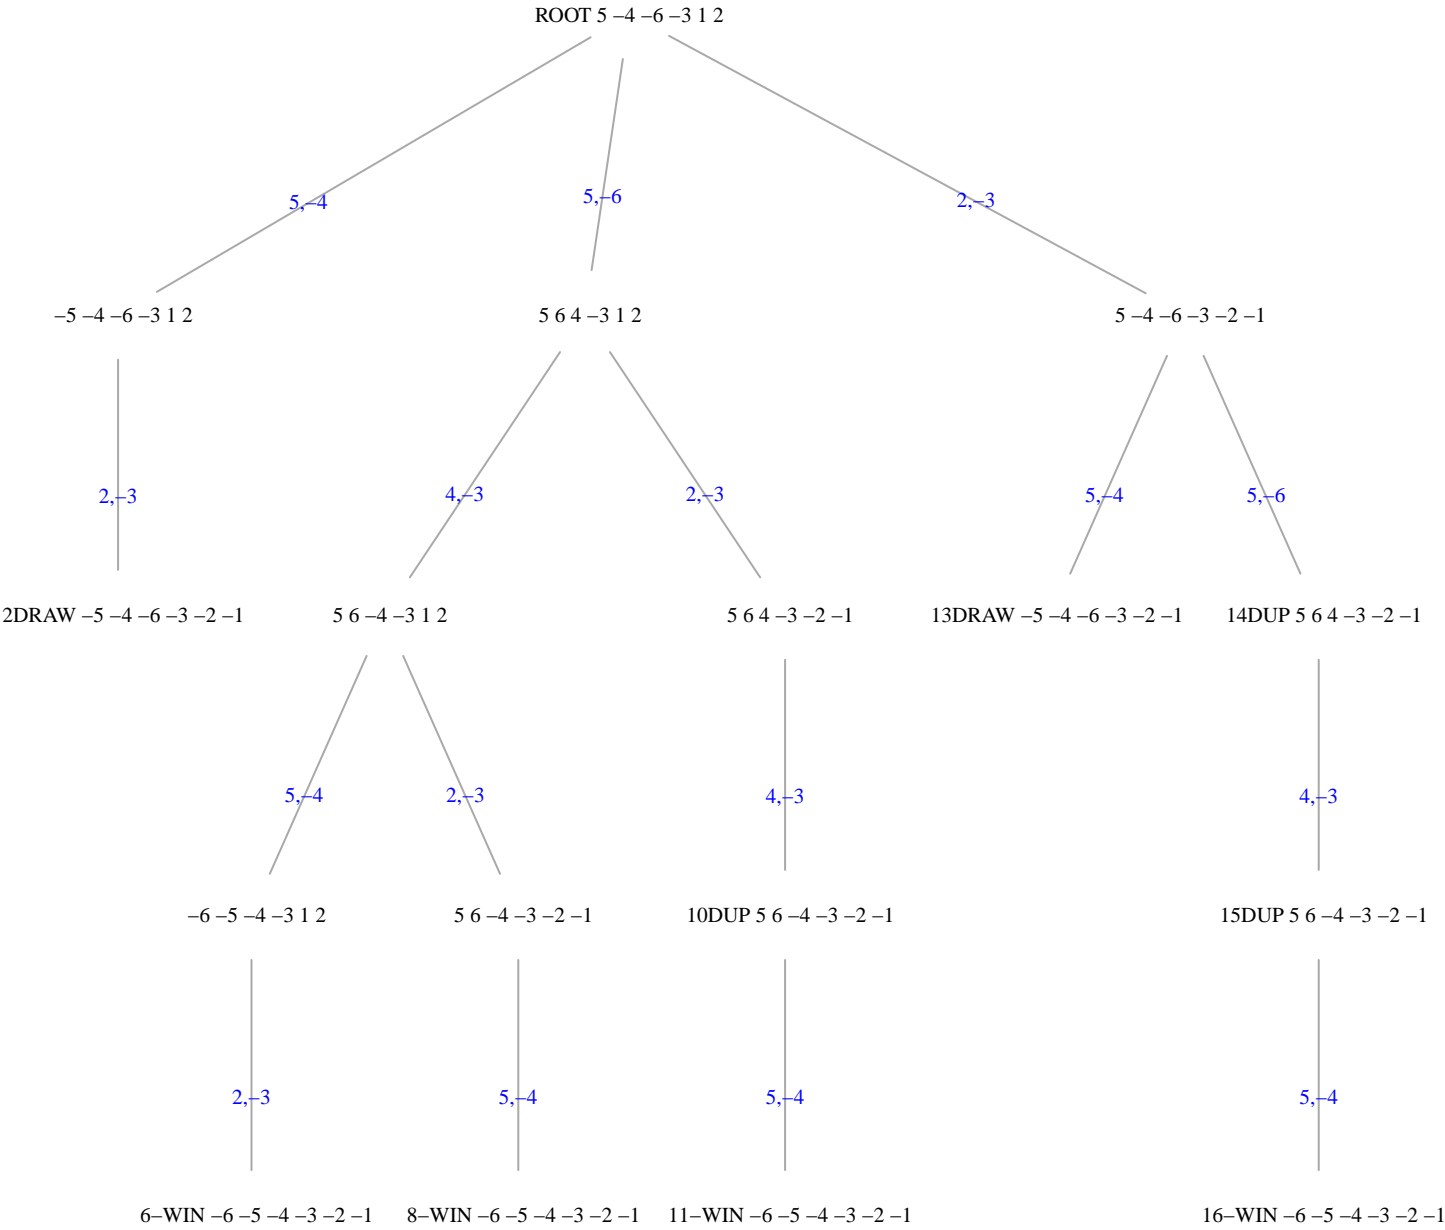 ROOT 5 –4 –6 –3 1 2
5,–4
5,–6
2,–3
–5 –4 –6 –3 1 2
5 6 4 –3 1 2
5 –4 –6 –3 –2 –1
2,–3
4,–3
2,–3
5,–4
5,–6
2DRAW –5 –4 –6 –3 –2 –1
5 6 –4 –3 1 2
5 6 4 –3 –2 –1
13DRAW –5 –4 –6 –3 –2 –1
14DUP 5 6 4 –3 –2 –1
5,–4
2,–3
4,–3
4,–3
–6 –5 –4 –3 1 2
5 6 –4 –3 –2 –1
10DUP 5 6 –4 –3 –2 –1
15DUP 5 6 –4 –3 –2 –1
2,–3
5,–4
5,–4
5,–4
6–WIN –6 –5 –4 –3 –2 –1
8–WIN –6 –5 –4 –3 –2 –1
11–WIN –6 –5 –4 –3 –2 –1
16–WIN –6 –5 –4 –3 –2 –1